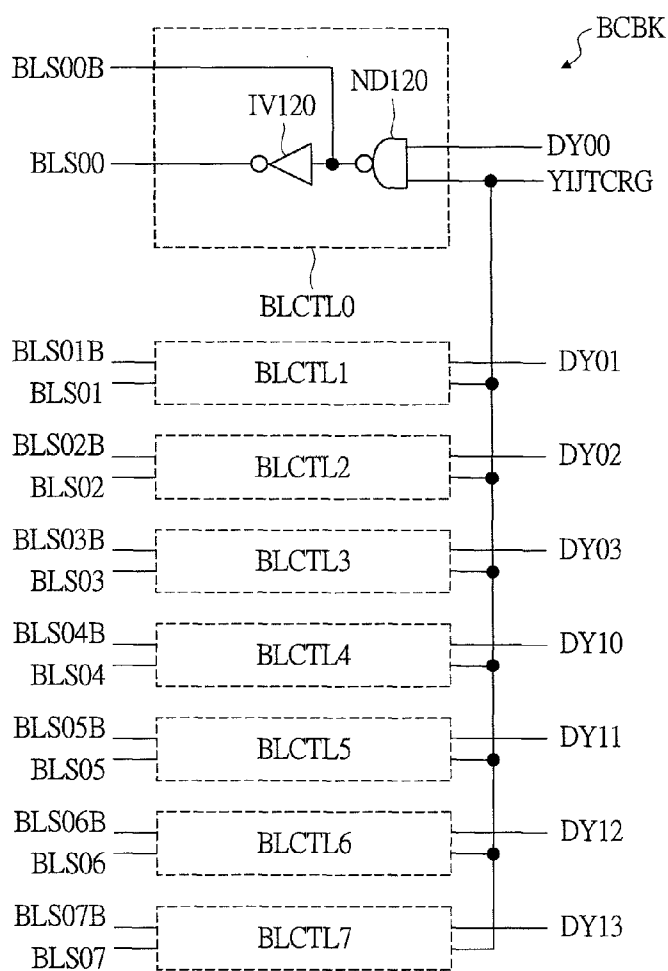 BCBK
BLS00B
ND120
IV120
BLS00
DY00
YIJTCRG
BLCTL0
BLS01B
BLS01
BLCTL1
DY01
BLS02B
BLS02
BLCTL2
DY02
BLS03B
BLS03
BLCTL3
DY03
BLS04B
BLS04
BLCTL4
DY10
BLS05B
BLS05
BLCTL5
DY11
BLS06B
BLS06
BLCTL6
DY12
BLS07B
BLS07
BLCTL7
DY13